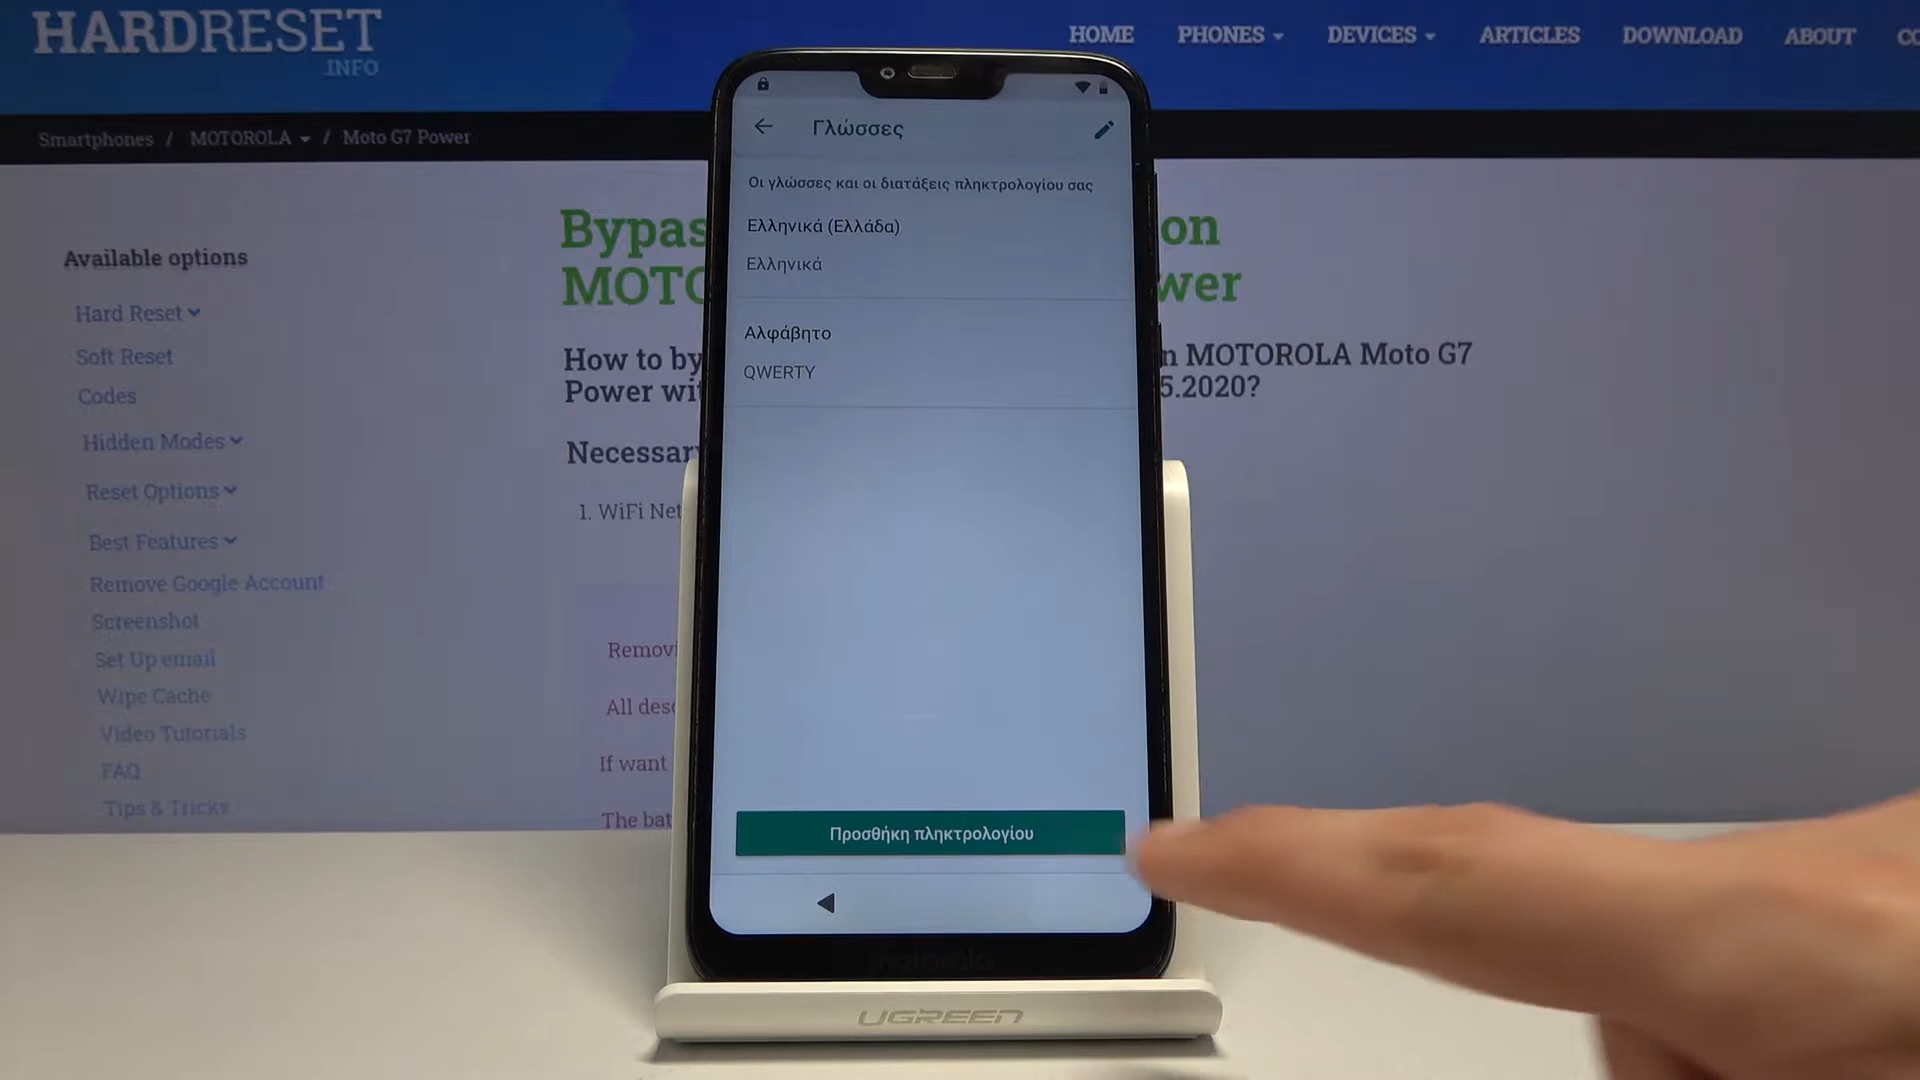 HARDRESET
.INFO
HOME PHONES DEVICES ARTICLES DOWNLOAD ABOUT
Smartphones / MOTOROLA / Moto G7 Power
Available options
Hard Reset
Soft Reset
Codes
Hidden Modes
Reset Options
Best Features
Remove Google Account
Screenshot
Set Up email
Wipe Cache
Video Tutorials
FAQ
Tips & Tricks
Bypas on
MOTO wer
How to by n MOTOROLA Moto G7
Power wi 5.2020?
Necessar
1. WiFi Net
Removi
All desc
If want
The bat
Γλώσσες
Οι γλώσσες και οι διατάξεις πληκτρολογίου σας
Ελληνικά (Ελλάδα)
Ελληνικά
Αλφάβητο
QWERTY
Προσθήκη πληκτρολογίου
motorola
UGREEN